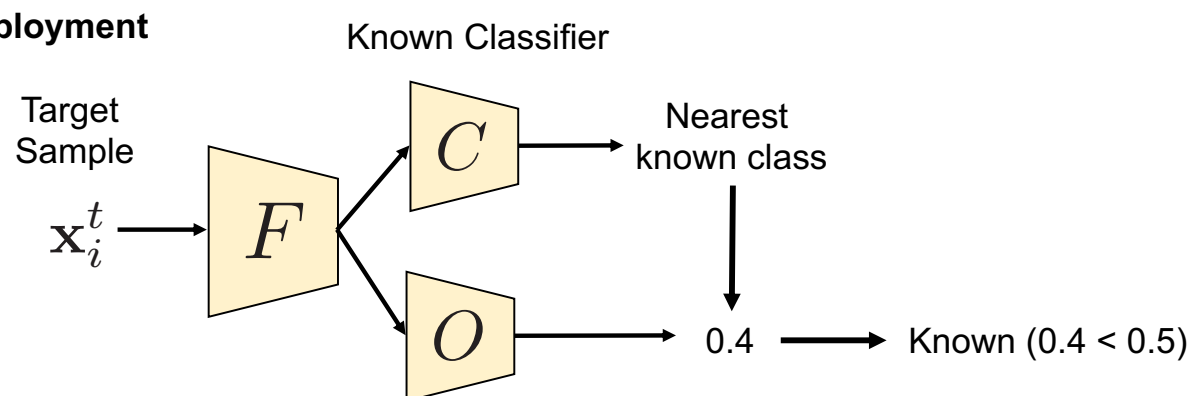 ployment
Known Classifier
Target
Sample
x_i^t
F
C
O
Nearest
known class
0.4
Known (0.4 < 0.5)